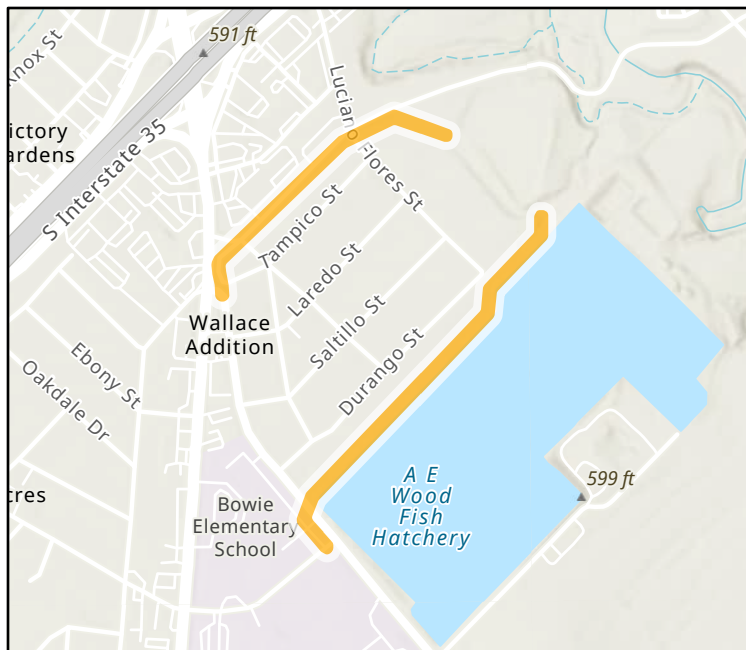 591 ft
Knox St
Luciano Flores St
ictory
ardens
S Interstate 35
Tampico St
Laredo St
Wallace
Addition
Saltillo St
Ebony St
Durango St
Oakdale Dr
A E
Wood
Fish
Hatchery
599 ft
cres
Bowie
Elementary
School